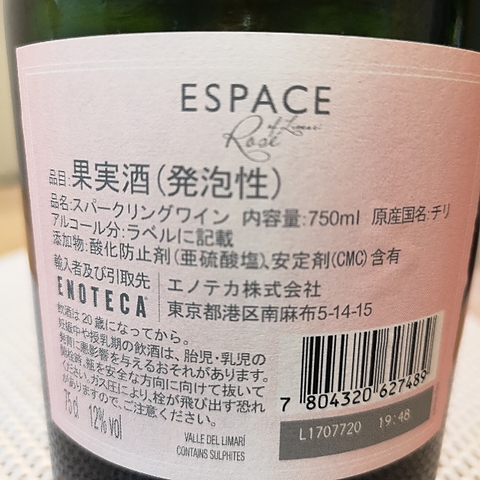 ESPACE
of Limarí
Rosé
品目:果実酒(発泡性)
品名:スパークリングワイン 内容量:750ml 原産国名:チリ
アルコール分:ラベルに記載
添加物:酸化防止剤(亜硫酸塩)、安定剤(CMC)含有
輸入者及び引取先
ENOTECA
エノテカ株式会社
東京都港区南麻布5-14-15
飲酒は20歳になってから。
妊娠中や授乳期の飲酒は、胎児・乳児の
発育に悪影響を与えるおそれがあります。
開栓時、瓶を安全な方向に向けて抜いて
ください。ガス圧により、栓が飛び出す恐れ
がありますので、ご注意ください。
75cl 12%vol
VALLE DEL LIMARÍ
CONTAINS SULPHITES
7 804320 627489
L1707720 19:48